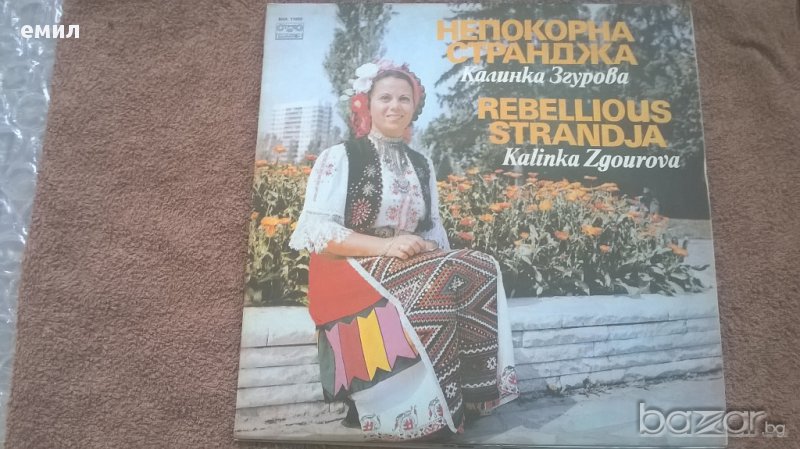 емил
НЕПОКОРНА
СТРАНДЖА
Калинка Згурова
REBELLIOUS
STRANDJA
Kalinka Zgourova
bazar.bg